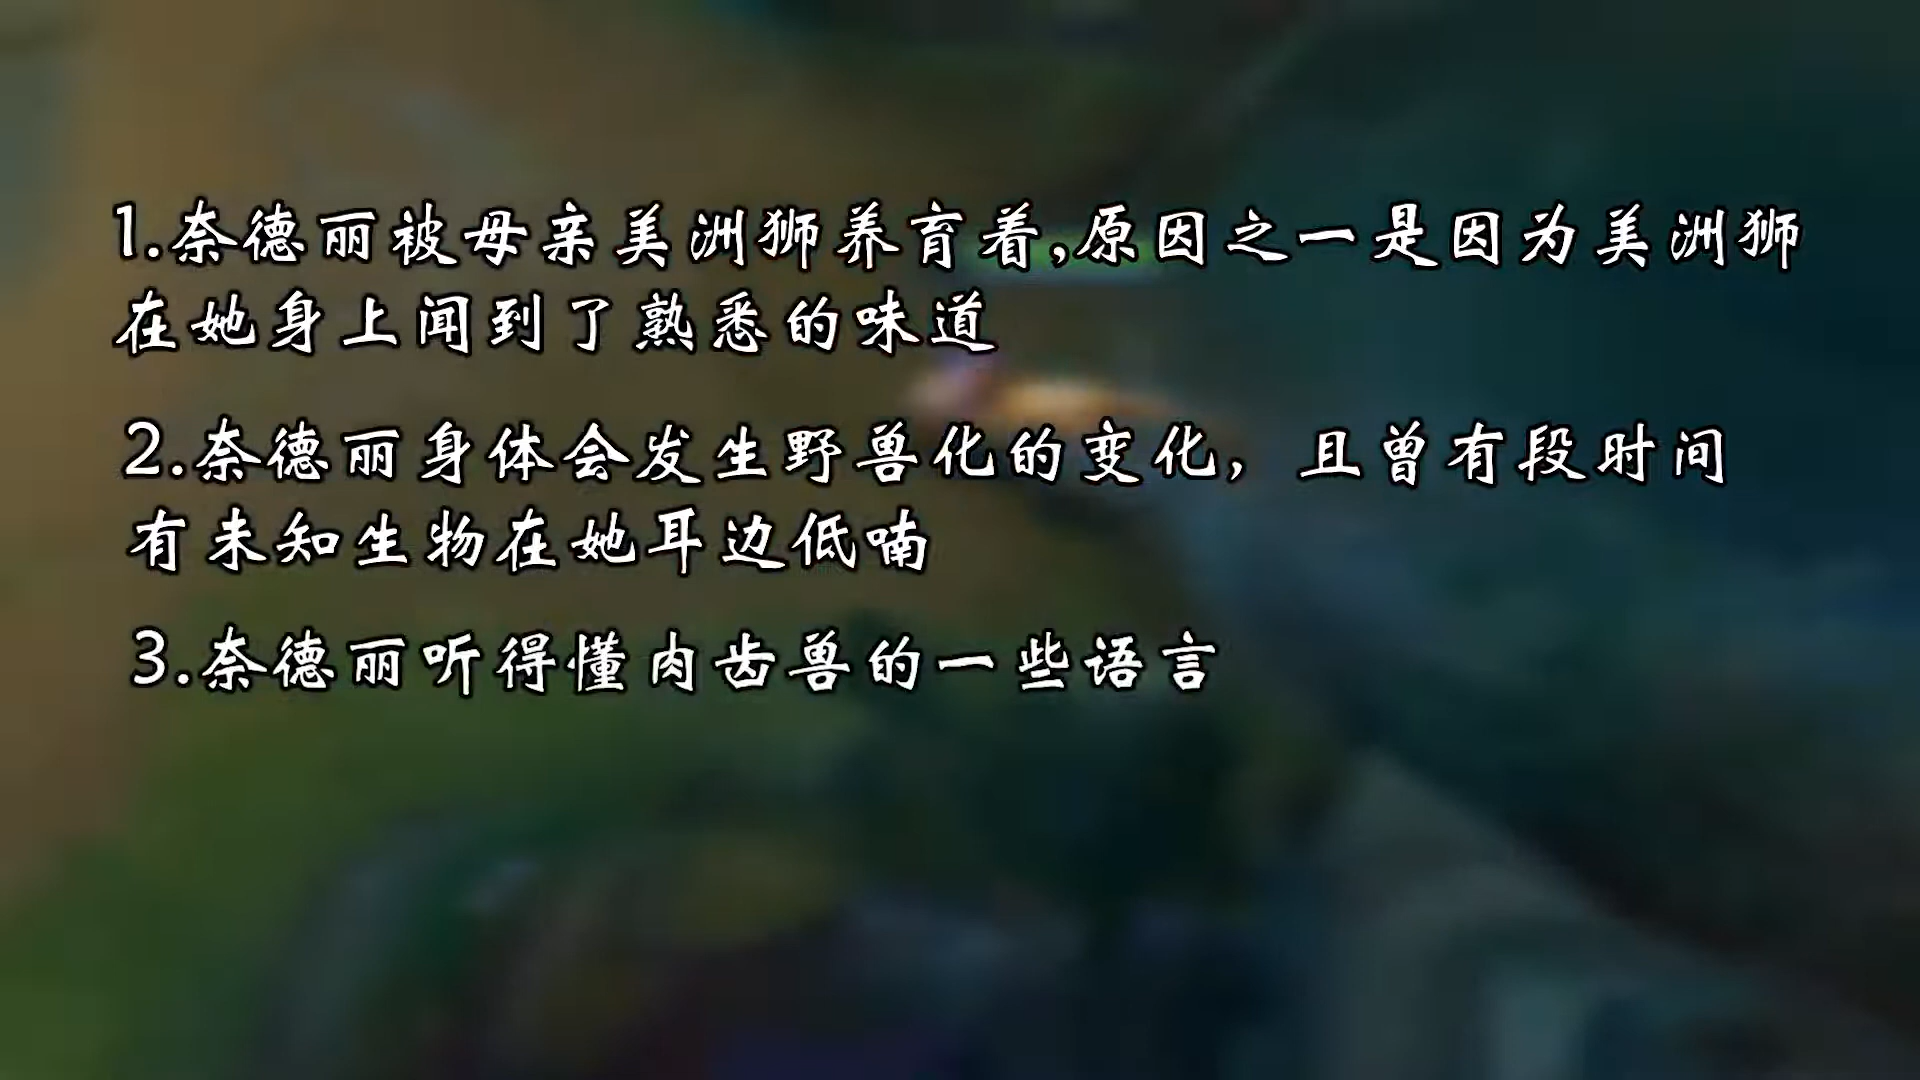 1.奈德丽被母亲美洲狮养育着,原因之一是因为美洲狮
在她身上闻到了熟悉的味道
2.奈德丽身体会发生野兽化的变化，且曾有段时间
有未知生物在她耳边低喃
3.奈德丽听得懂肉齿兽的一些语言